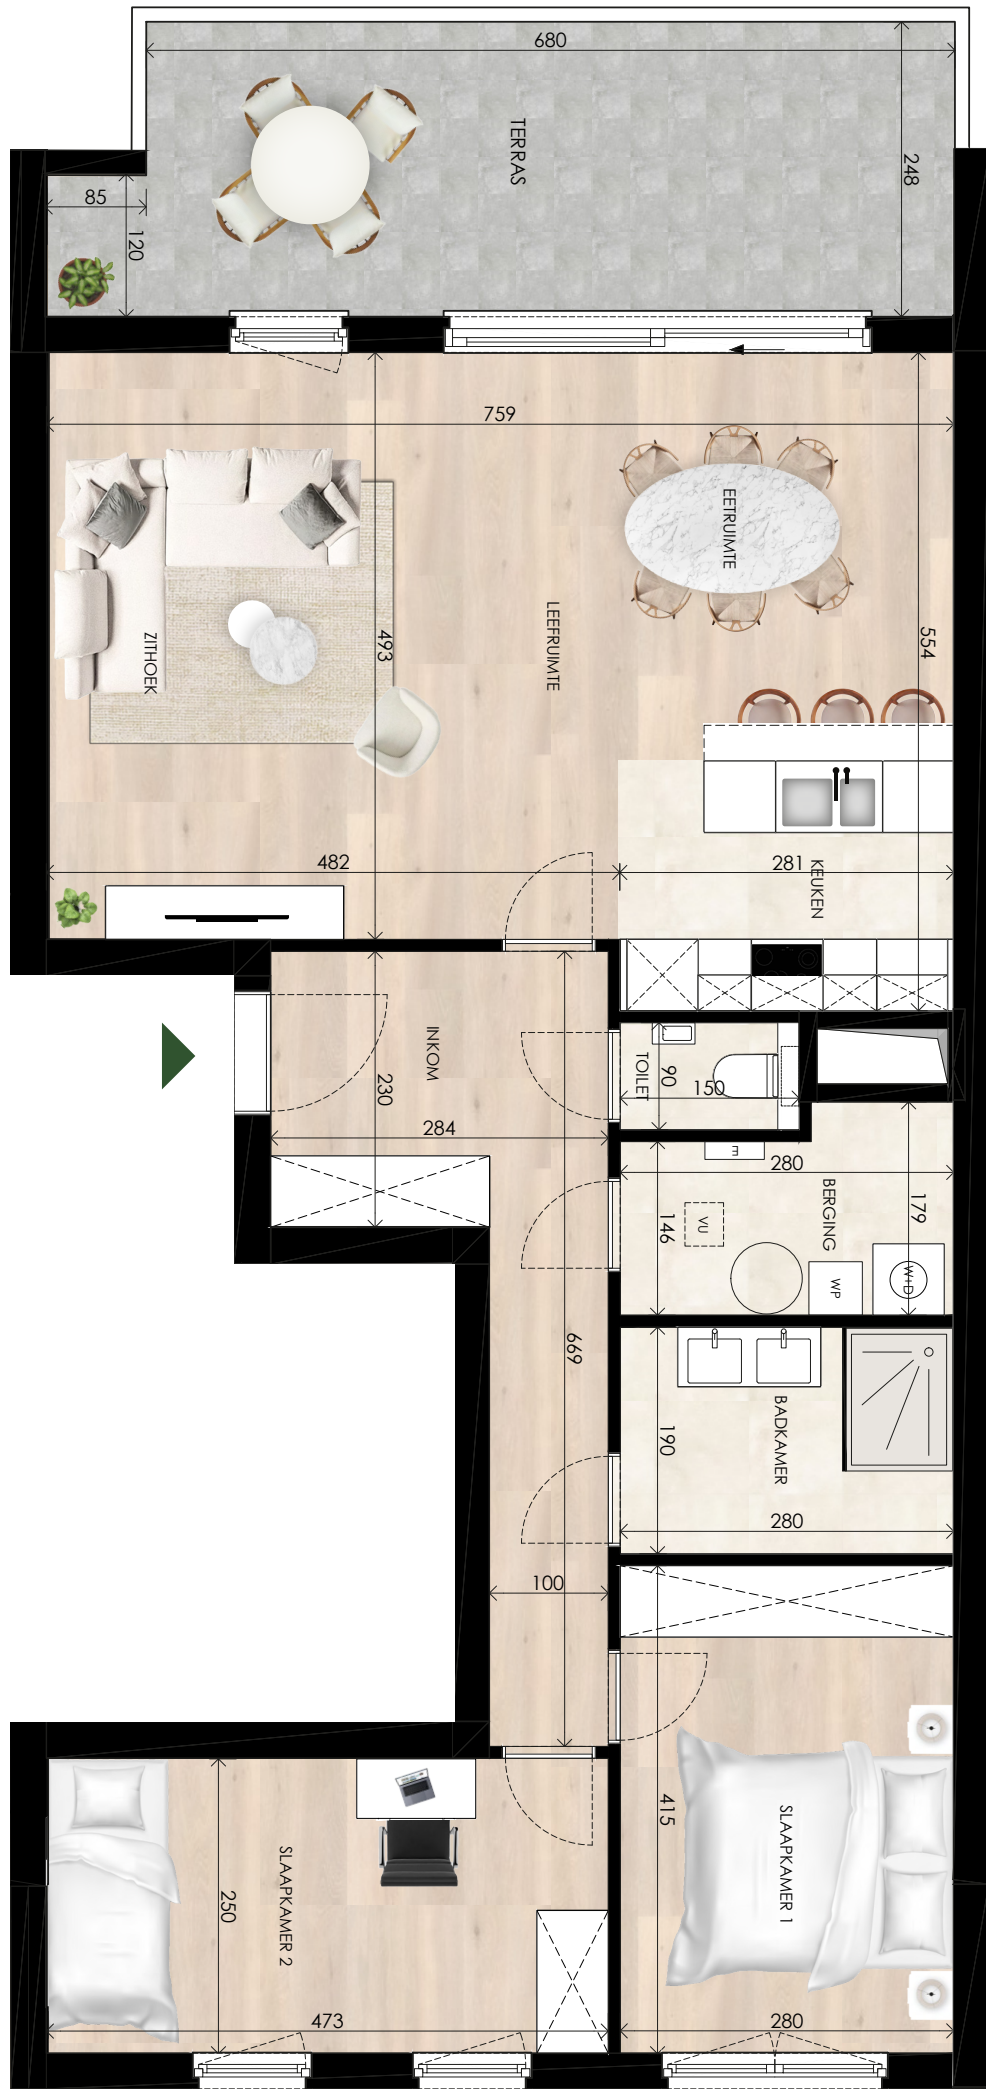 680
TERRAS
248
85
120
759
EETRUIMTE
LEEFRUIMTE
ZITHOEK
493
554
482
281
KEUKEN
INKOM
TOILET
90
150
230
284
E
280
BERGING
179
146
VU
WP
W+D
669
190
BADKAMER
280
100
415
SLAAPKAMER 1
SLAAPKAMER 2
250
473
280